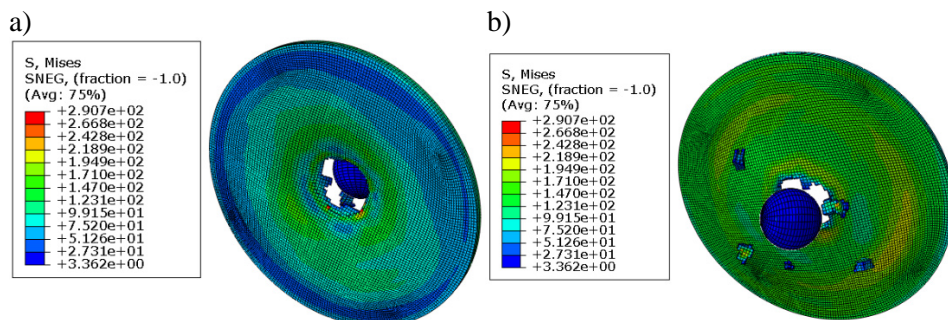 a)
S, Mises
SNEG, (fraction = -1.0)
(Avg: 75%)
+2.907e+02
+2.668e+02
+2.428e+02
+2.189e+02
+1.949e+02
+1.710e+02
+1.470e+02
+1.231e+02
+9.915e+01
+7.520e+01
+5.126e+01
+2.731e+01
+3.362e+00
b)
S, Mises
SNEG, (fraction = -1.0)
(Avg: 75%)
+2.907e+02
+2.668e+02
+2.428e+02
+2.189e+02
+1.949e+02
+1.710e+02
+1.470e+02
+1.231e+02
+9.915e+01
+7.520e+01
+5.126e+01
+2.731e+01
+3.362e+00